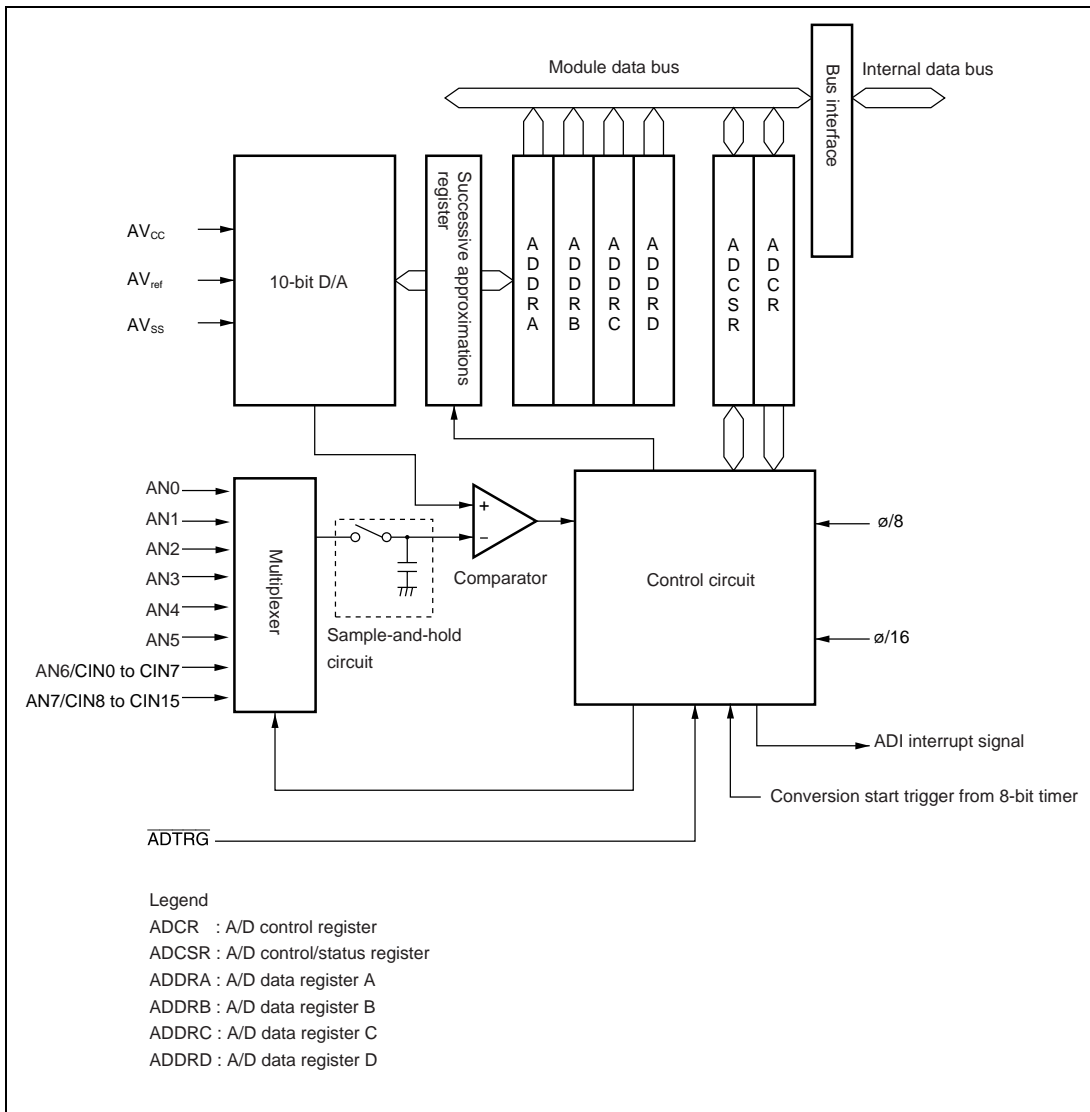 Module data bus
Internal data bus
Bus interface
AVCC
AVref
AVSS
10-bit D/A
Successive approximations
register
ADDRA
ADDRB
ADDRC
ADDRD
ADCSR
ADCR
AN0
AN1
AN2
AN3
AN4
AN5
AN6/CIN0 to CIN7
AN7/CIN8 to CIN15
Multiplexer
+
−
Comparator
Sample-and-hold
circuit
Control circuit
ø/8
ø/16
ADI interrupt signal
Conversion start trigger from 8-bit timer
ADTRG
Legend
ADCR : A/D control register
ADCSR : A/D control/status register
ADDRA : A/D data register A
ADDRB : A/D data register B
ADDRC : A/D data register C
ADDRD : A/D data register D